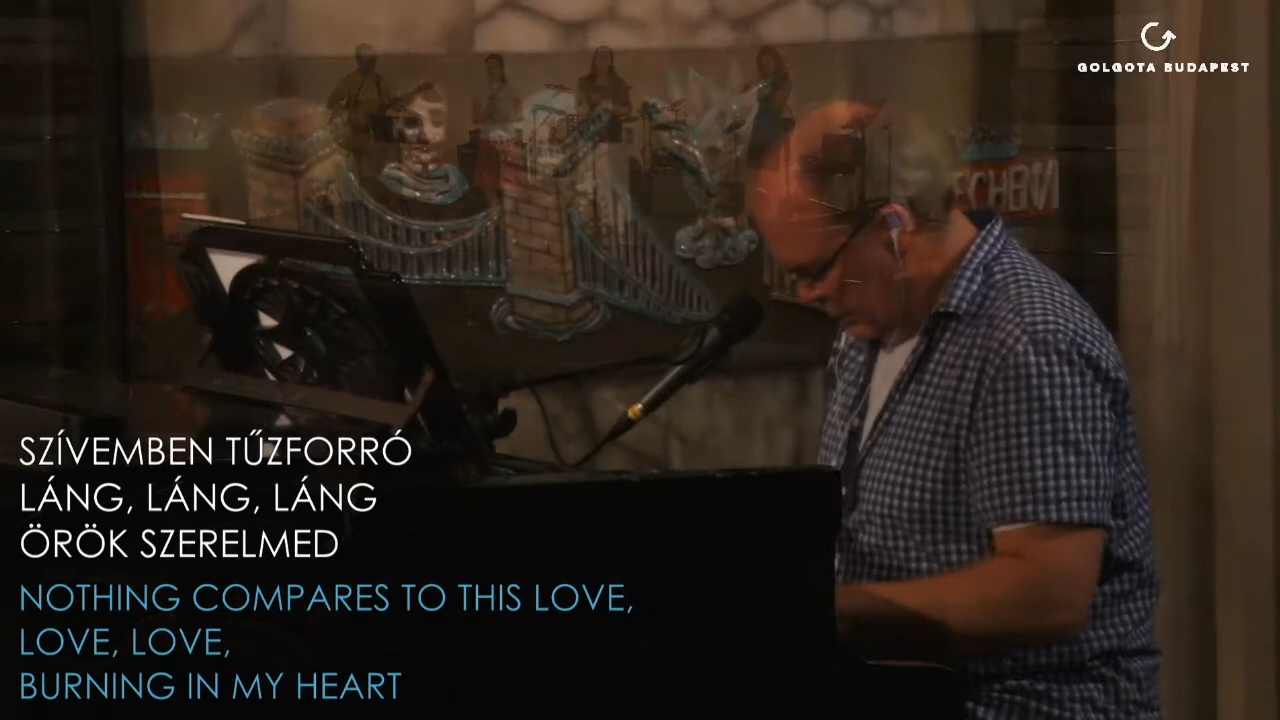 GOLGOTA BUDAPEST
SZÍVEMBEN TŰZFORRÓ
LÁNG, LÁNG, LÁNG
ÖRÖK SZERELMED
NOTHING COMPARES TO THIS LOVE,
LOVE, LOVE,
BURNING IN MY HEART